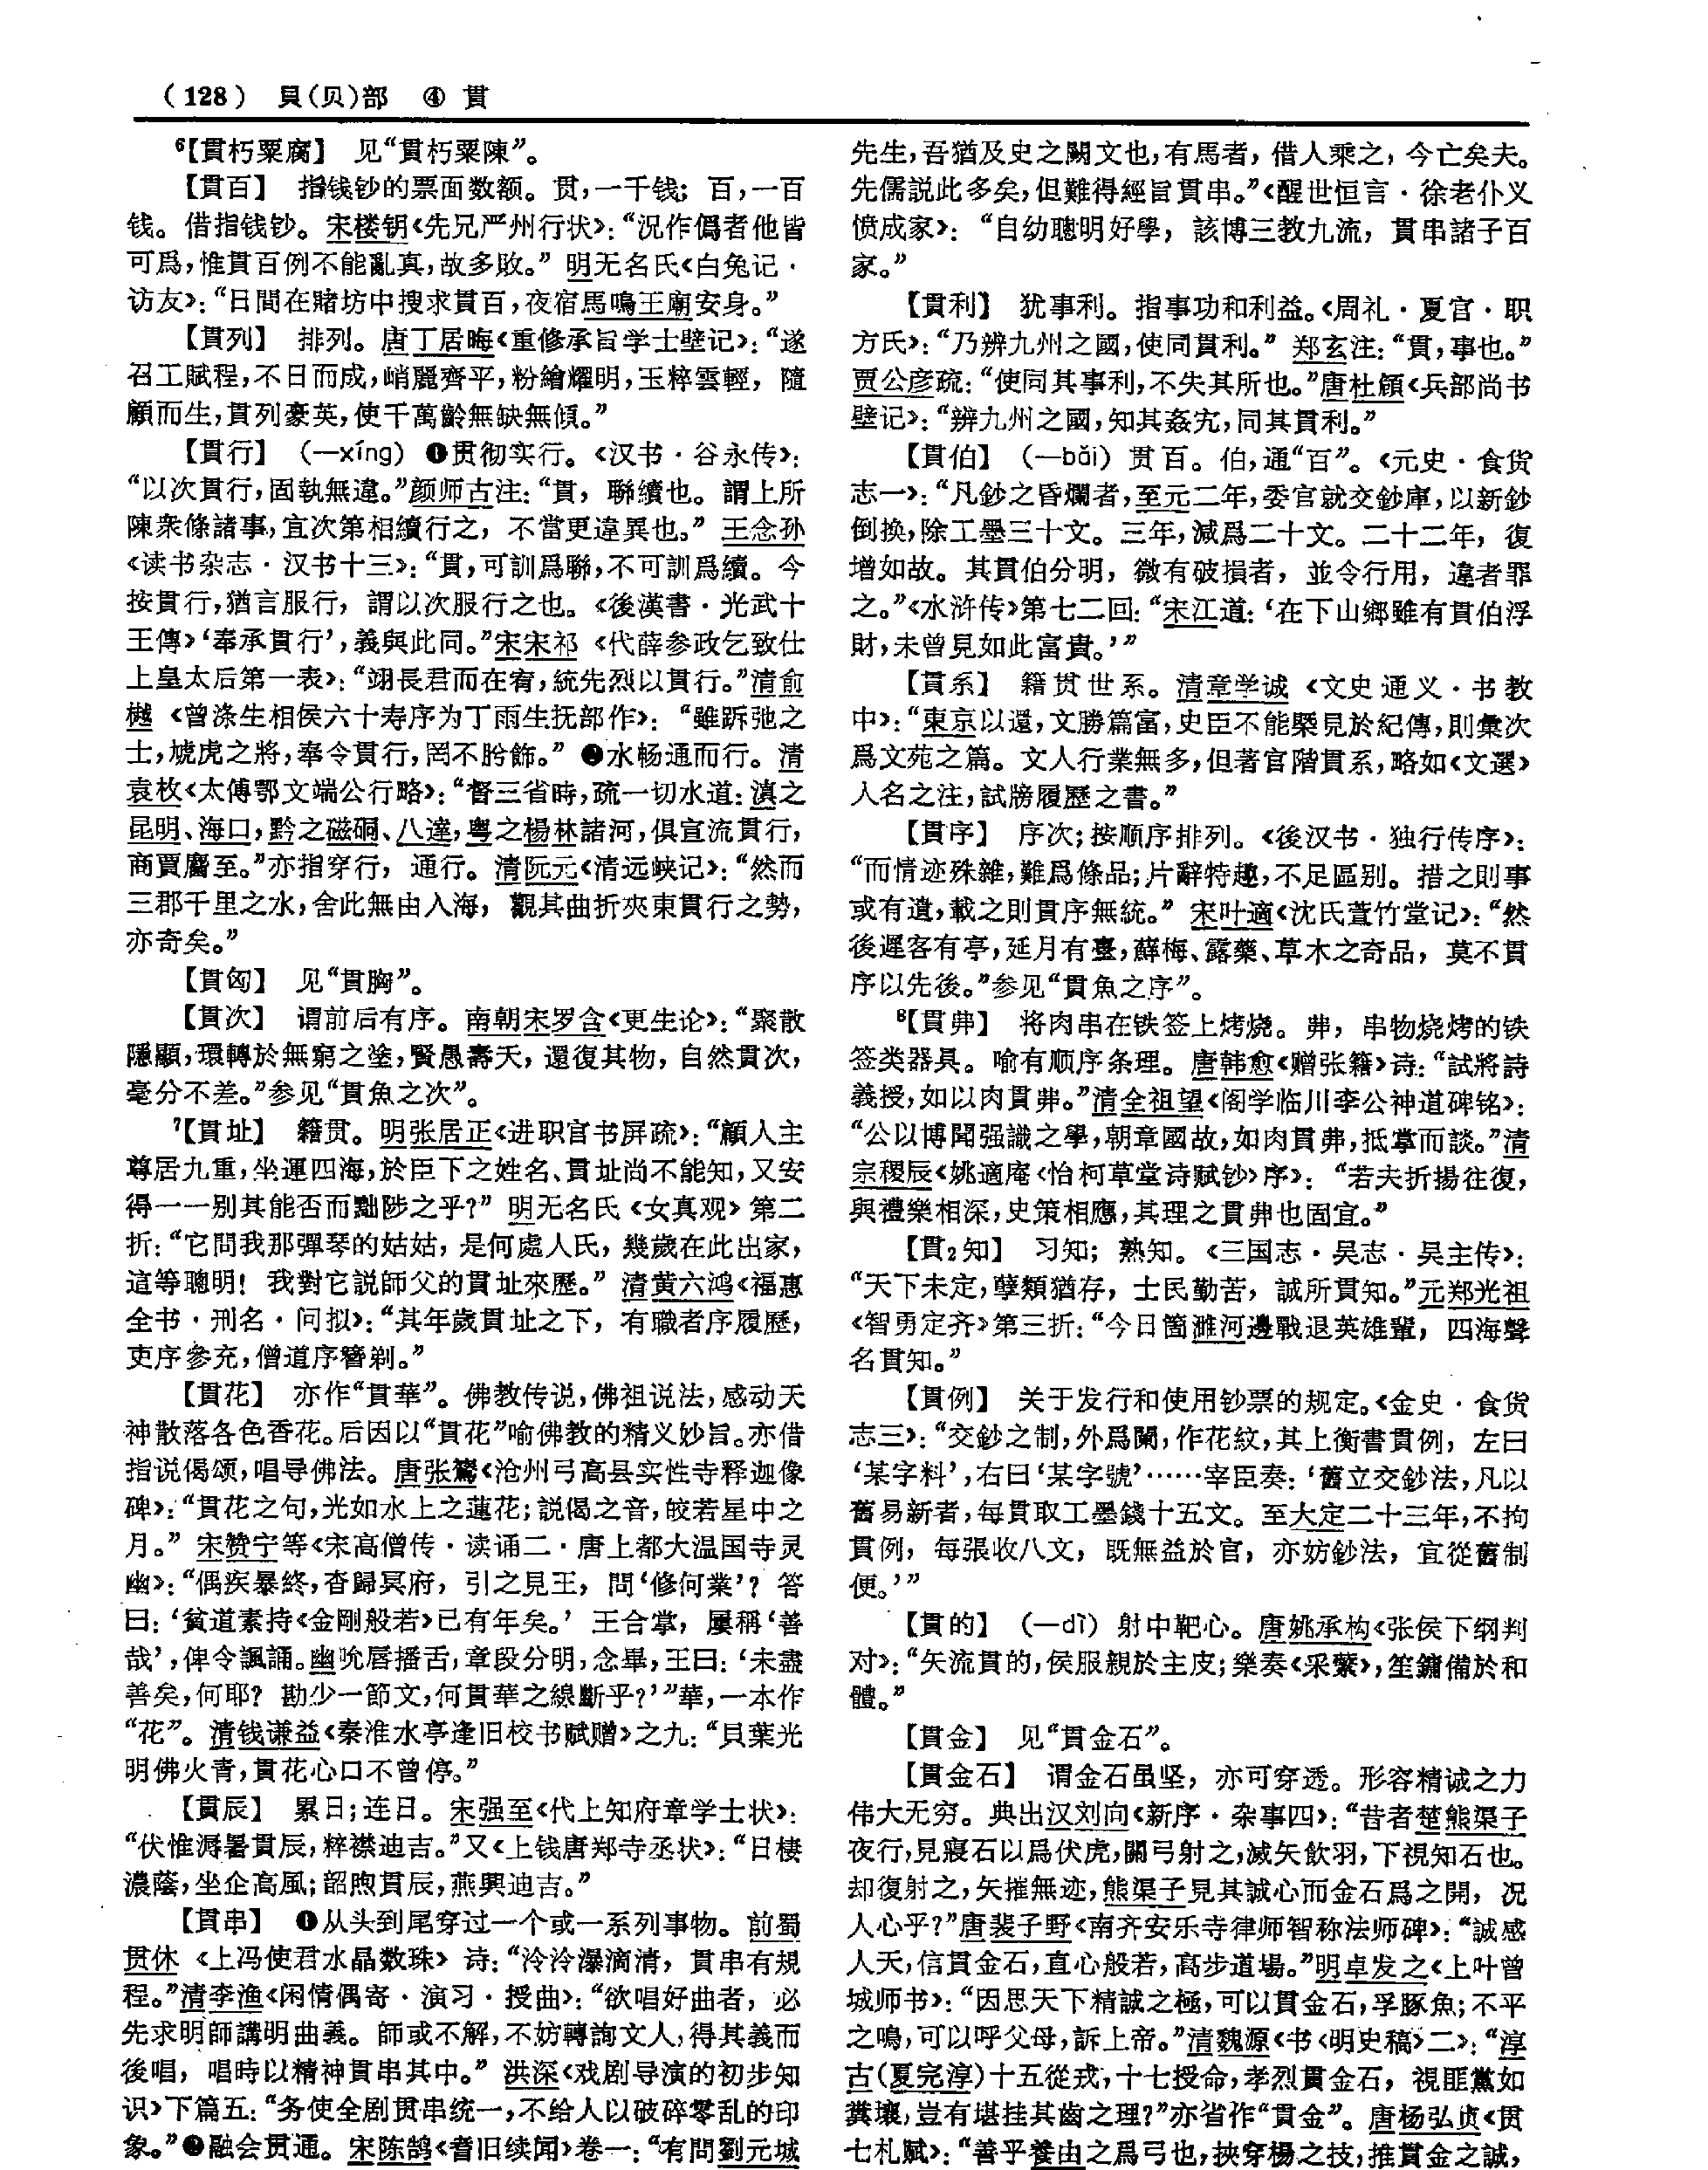 （128） 貝（贝）部 ④ 貫
⁶【貫朽粟腐】 见“貫朽粟陳”。
【貫百】 指钱钞的票面数额。贯，一千钱；百，一百
钱。借指钱钞。宋楼钥《先兄严州行状》：“況作僞者他皆
可爲，惟貫百例不能亂真，故多敗。” 明无名氏《白兔记·
访友》：“日間在賭坊中搜求貫百，夜宿馬鳴王廟安身。”
【貫列】 排列。唐丁居晦《重修承旨学士壁记》：“遂
召工賦程，不日而成，峭麗齊平，粉繪耀明，玉粹雲輕，隨
顧而生，貫列豪英，使千萬齡無缺無傾。”
【貫行】（—xíng）❶贯彻实行。《汉书·谷永传》：
“以次貫行，固執無違。”颜师古注：“貫，聯續也。謂上所
陳衆條諸事，宜次第相續行之，不當更違異也。” 王念孙
《读书杂志·汉书十三》：“貫，可訓爲聯，不可訓爲續。今
按貫行，猶言服行，謂以次服行之也。《後漢書·光武十
王傳》‘奉承貫行’，義與此同。”宋宋祁《代薛参政乞致仕
上皇太后第一表》：“翊長君而在宥，統先烈以貫行。”清俞
樾《曾涤生相侯六十寿序为丁雨生抚部作》：“雖跅弛之
士，虓虎之將，奉令貫行，罔不肹飾。” ❷水畅通而行。清
袁枚《太傅鄂文端公行略》：“督三省時，疏一切水道：滇之
昆明、海口，黔之磁硐、八達，粵之楊林諸河，俱宣流貫行，
商賈麕至。”亦指穿行，通行。清阮元《清远峡记》：“然而
三郡千里之水，舍此無由入海，觀其曲折夾東貫行之勢，
亦奇矣。”
【貫匈】 见“貫胸”。
【貫次】 谓前后有序。南朝宋罗含《更生论》：“聚散
隱顯，環轉於無窮之塗，賢愚壽夭，還復其物，自然貫次，
毫分不差。”参见“貫魚之次”。
⁷【貫址】 籍贯。明张居正《进职官书屏疏》：“顧人主
尊居九重，坐運四海，於臣下之姓名、貫址尚不能知，又安
得一一别其能否而黜陟之乎？” 明无名氏《女真观》第二
折：“它問我那彈琴的姑姑，是何處人氏，幾歲在此出家，
這等聰明！我對它説師父的貫址來歷。” 清黄六鸿《福惠
全书·刑名·问拟》：“其年歲貫址之下，有職者序履歷，
吏序參充，僧道序簪剃。”
【貫花】 亦作“貫華”。佛教传说，佛祖说法，感动天
神散落各色香花。后因以“貫花”喻佛教的精义妙旨。亦借
指说偈颂，唱导佛法。唐张鷟《沧州弓高县实性寺释迦像
碑》：“貫花之句，光如水上之蓮花；説偈之音，皎若星中之
月。” 宋赞宁等《宋高僧传·读诵二·唐上都大温国寺灵
幽》：“偶疾暴終，杳歸冥府，引之見王，問‘修何業’？答
曰：‘貧道素持《金剛般若》已有年矣。’ 王合掌，屢稱‘善
哉’，俾令諷誦。幽吮唇播舌，章段分明，念畢，王曰：‘未盡
善矣，何耶？勘少一節文，何貫華之線斷乎？’”華，一本作
“花”。清钱谦益《秦淮水亭逢旧校书赋赠》之九：“貝葉光
明佛火青，貫花心口不曾停。”
【貫辰】 累日；连日。宋强至《代上知府章学士状》：
“伏惟溽暑貫辰，粹襟迪吉。”又《上钱唐郑寺丞状》：“日棲
濃蔭，坐企高風；韶煦貫辰，燕興迪吉。”
【貫串】 ❶从头到尾穿过一个或一系列事物。前蜀
贯休《上冯使君水晶数珠》诗：“泠泠瀑滴清，貫串有規
程。”清李渔《闲情偶寄·演习·授曲》：“欲唱好曲者，必
先求明師講明曲義。師或不解，不妨轉詢文人，得其義而
後唱，唱時以精神貫串其中。” 洪深《戏剧导演的初步知
识》下篇五：“务使全剧贯串统一，不给人以破碎零乱的印
象。”❷融会贯通。宋陈鹄《耆旧续闻》卷一：“有問劉元城
先生，吾猶及史之闕文也，有馬者，借人乘之，今亡矣夫。
先儒説此多矣，但難得經旨貫串。”《醒世恒言·徐老仆义
愤成家》：“自幼聰明好學，該博三教九流，貫串諸子百
家。”
【貫利】 犹事利。指事功和利益。《周礼·夏官·职
方氏》：“乃辨九州之國，使同貫利。” 郑玄注：“貫，事也。”
贾公彦疏：“使同其事利，不失其所也。”唐杜頠《兵部尚书
壁记》：“辨九州之國，知其姦宄，同其貫利。”
【貫伯】（—bǎi）贯百。伯，通“百”。《元史·食货
志一》：“凡鈔之昏爛者，至元二年，委官就交鈔庫，以新鈔
倒換，除工墨三十文。三年，減爲二十文。二十二年，復
增如故。其貫伯分明，微有破損者，並令行用，違者罪
之。”《水浒传》第七二回：“宋江道：‘在下山鄉雖有貫伯浮
財，未曾見如此富貴。’”
【貫系】 籍贯世系。清章学诚《文史通义·书教
中》：“東京以還，文勝篇富，史臣不能槩見於紀傳，則彙次
爲文苑之篇。文人行業無多，但著官階貫系，略如《文選》
人名之注，試牓履歷之書。”
【貫序】 序次；按顺序排列。《後汉书·独行传序》：
“而情迹殊雜，難爲條品；片辭特趣，不足區别。措之則事
或有遺，載之則貫序無統。” 宋叶適《沈氏萱竹堂记》：“然
後遲客有亭，延月有臺，蘚梅、露藥、草木之奇品，莫不貫
序以先後。”参见“貫魚之序”。
⁸【貫弗】 将肉串在铁签上烤烧。弗，串物烧烤的铁
签类器具。喻有顺序条理。唐韩愈《赠张籍》诗：“試將詩
義授，如以肉貫弗。”清全祖望《阁学临川李公神道碑铭》：
“公以博聞强識之學，朝章國故，如肉貫弗，抵掌而談。”清
宗稷辰《姚適庵〈怡柯草堂诗赋钞〉序》：“若夫折揚往復，
與禮樂相深，史策相應，其理之貫弗也固宜。”
【貫₂知】 习知；熟知。《三国志·吴志·吴主传》：
“天下未定，孽類猶存，士民勤苦，誠所貫知。”元郑光祖
《智勇定齐》第三折：“今日箇濉河邊戰退英雄輩，四海聲
名貫知。”
【貫例】 关于发行和使用钞票的规定。《金史·食货
志三》：“交鈔之制，外爲闌，作花紋，其上衡書貫例，左曰
‘某字料’，右曰‘某字號’……宰臣奏：‘舊立交鈔法，凡以
舊易新者，每貫取工墨錢十五文。至大定二十三年，不拘
貫例，每張收八文，既無益於官，亦妨鈔法，宜從舊制
便。’”
【貫的】（—dì）射中靶心。唐姚承构《张侯下纲判
对》：“矢流貫的，侯服親於主皮；樂奏《采蘩》，笙鏞備於和
體。”
【貫金】 见“貫金石”。
【貫金石】 谓金石虽坚，亦可穿透。形容精诚之力
伟大无穷。典出汉刘向《新序·杂事四》：“昔者楚熊渠子
夜行，見寢石以爲伏虎，關弓射之，滅矢飲羽，下視知石也。
却復射之，矢摧無迹，熊渠子見其誠心而金石爲之開，况
人心乎？”唐裴子野《南齐安乐寺律师智称法师碑》：“誠感
人天，信貫金石，直心般若，高步道場。”明卓发之《上叶曾
城师书》：“因思天下精誠之極，可以貫金石，孚豚魚；不平
之鳴，可以呼父母，訴上帝。”清魏源《书〈明史稿〉二》：“淳
古（夏完淳）十五從戎，十七授命，孝烈貫金石，視匪黨如
糞壤，豈有堪挂其齒之理？”亦省作“貫金”。唐杨弘贞《贯
七札赋》：“善乎養由之爲弓也，挾穿楊之技，推貫金之誠，